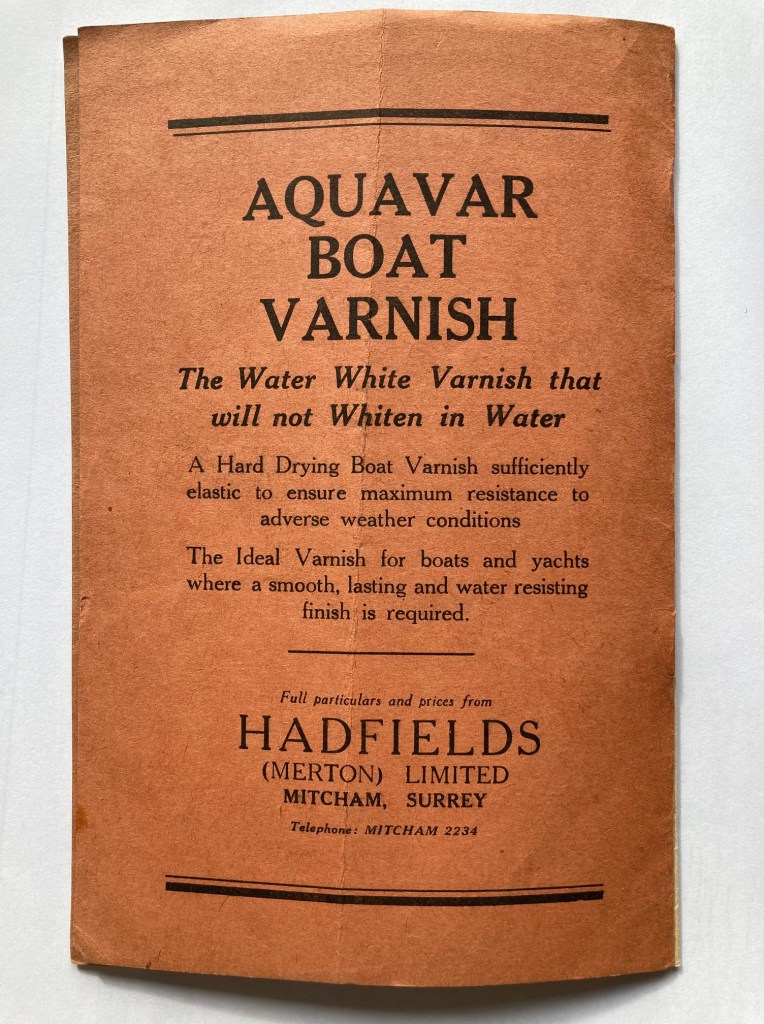 AQUAVAR
BOAT
VARNISH
The Water White Varnish that
will not Whiten in Water
A Hard Drying Boat Varnish sufficiently
elastic to ensure maximum resistance to
adverse weather conditions
The Ideal Varnish for boats and yachts
where a smooth, lasting and water resisting
finish is required.
Full particulars and prices from
HADFIELDS
(MERTON) LIMITED
MITCHAM, SURREY
Telephone: MITCHAM 2234